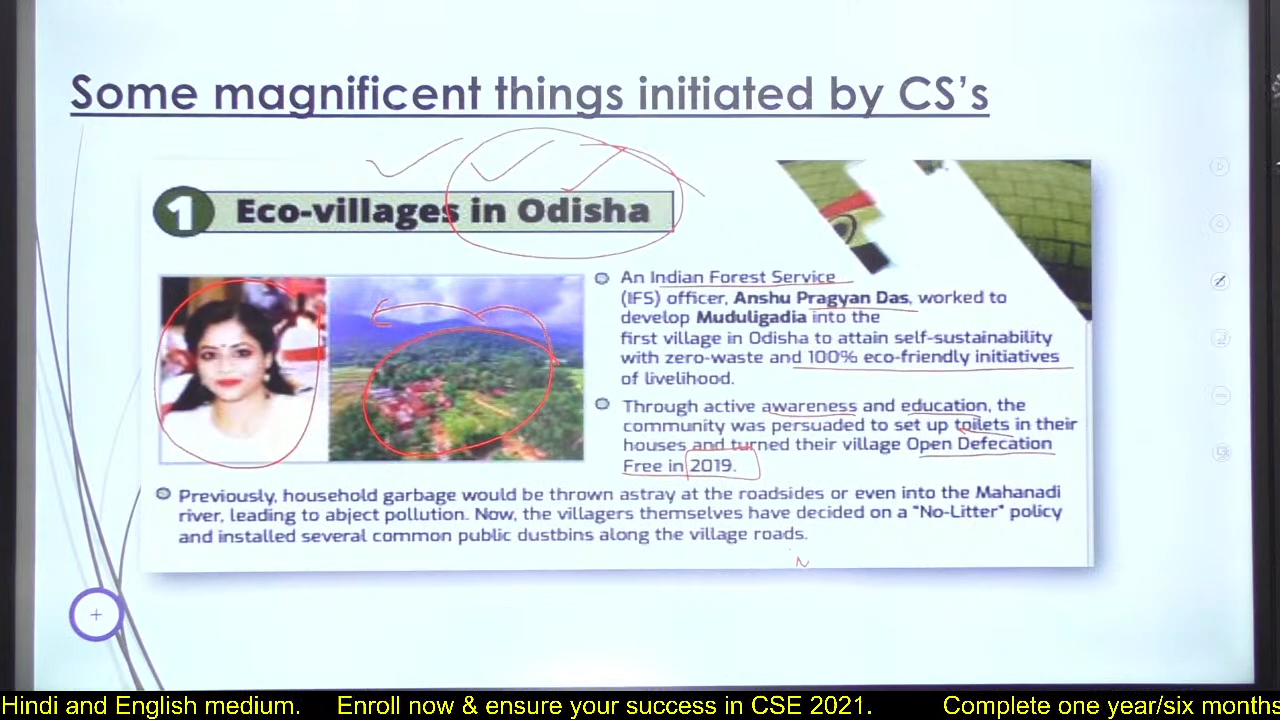 Some magnificent things initiated by CS's
1 Eco-villages in Odisha
An Indian Forest Service
(IFS) officer, Anshu Pragyan Das, worked to
develop Muduligadia into the
first village in Odisha to attain self-sustainability
with zero-waste and 100% eco-friendly initiatives
of livelihood.
Through active awareness and education, the
community was persuaded to set up toilets in their
houses and turned their village Open Defecation
Free in 2019.
Previously, household garbage would be thrown astray at the roadsides or even into the Mahanadi
river, leading to abject pollution. Now, the villagers themselves have decided on a "No-Litter" policy
and installed several common public dustbins along the village roads.
Hindi and English medium. Enroll now & ensure your success in CSE 2021. Complete one year/six months